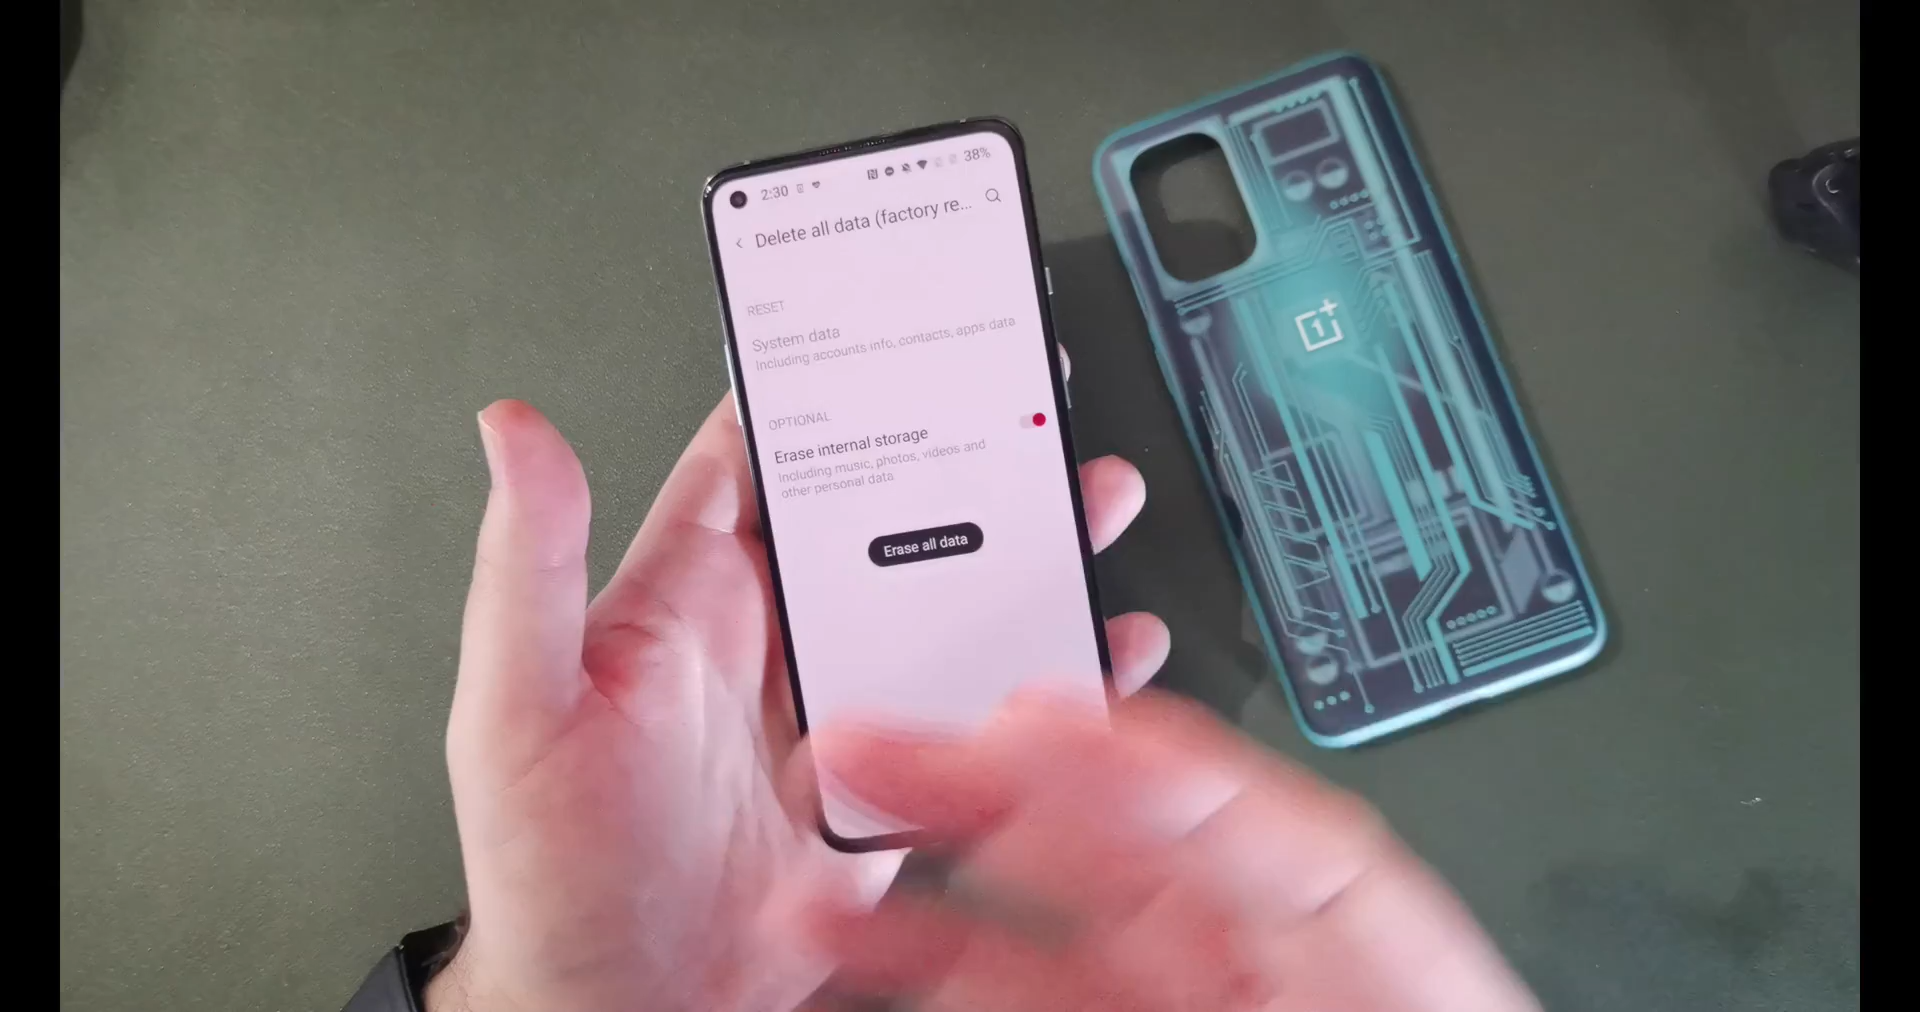 2:30
38%
Delete all data (factory re...
RESET
System data
Including accounts info, contacts, apps data
OPTIONAL
Erase internal storage
Including music, photos, videos and
other personal data
Erase all data
1+